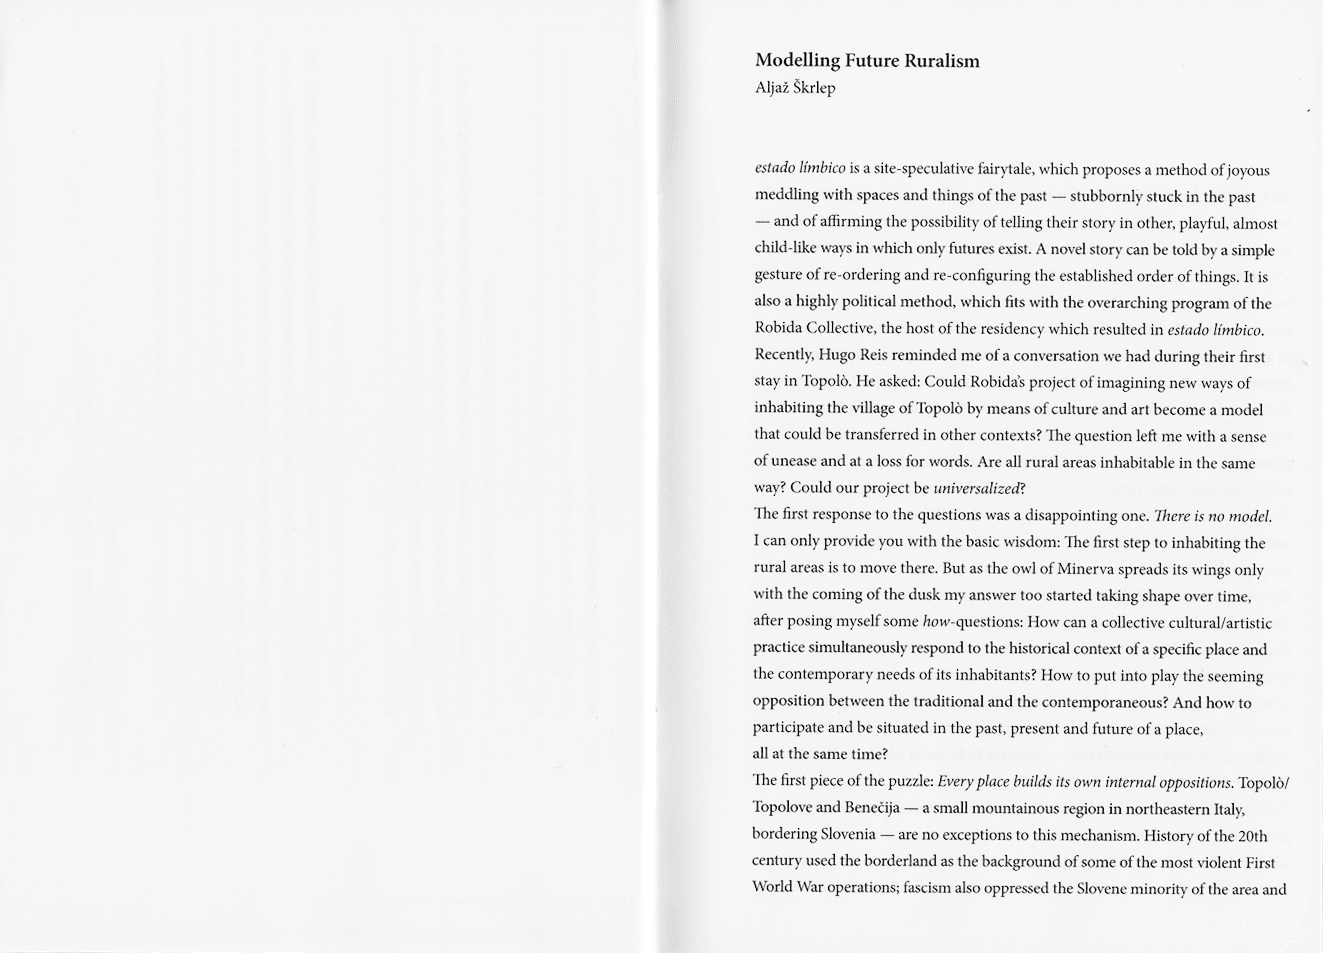 Modelling Future Ruralism
Aljaž Škrlep
estado límbico is a site-speculative fairytale, which proposes a method of joyous
meddling with spaces and things of the past — stubbornly stuck in the past
— and of affirming the possibility of telling their story in other, playful, almost
child-like ways in which only futures exist. A novel story can be told by a simple
gesture of re-ordering and re-configuring the established order of things. It is
also a highly political method, which fits with the overarching program of the
Robida Collective, the host of the residency which resulted in estado límbico.
Recently, Hugo Reis reminded me of a conversation we had during their first
stay in Topolò. He asked: Could Robida's project of imagining new ways of
inhabiting the village of Topolò by means of culture and art become a model
that could be transferred in other contexts? The question left me with a sense
of unease and at a loss for words. Are all rural areas inhabitable in the same
way? Could our project be universalized?
The first response to the questions was a disappointing one. There is no model.
I can only provide you with the basic wisdom: The first step to inhabiting the
rural areas is to move there. But as the owl of Minerva spreads its wings only
with the coming of the dusk my answer too started taking shape over time,
after posing myself some how-questions: How can a collective cultural/artistic
practice simultaneously respond to the historical context of a specific place and
the contemporary needs of its inhabitants? How to put into play the seeming
opposition between the traditional and the contemporaneous? And how to
participate and be situated in the past, present and future of a place,
all at the same time?
The first piece of the puzzle: Every place builds its own internal oppositions. Topolò/
Topolove and Benečija — a small mountainous region in northeastern Italy,
bordering Slovenia — are no exceptions to this mechanism. History of the 20th
century used the borderland as the background of some of the most violent First
World War operations; fascism also oppressed the Slovene minority of the area and